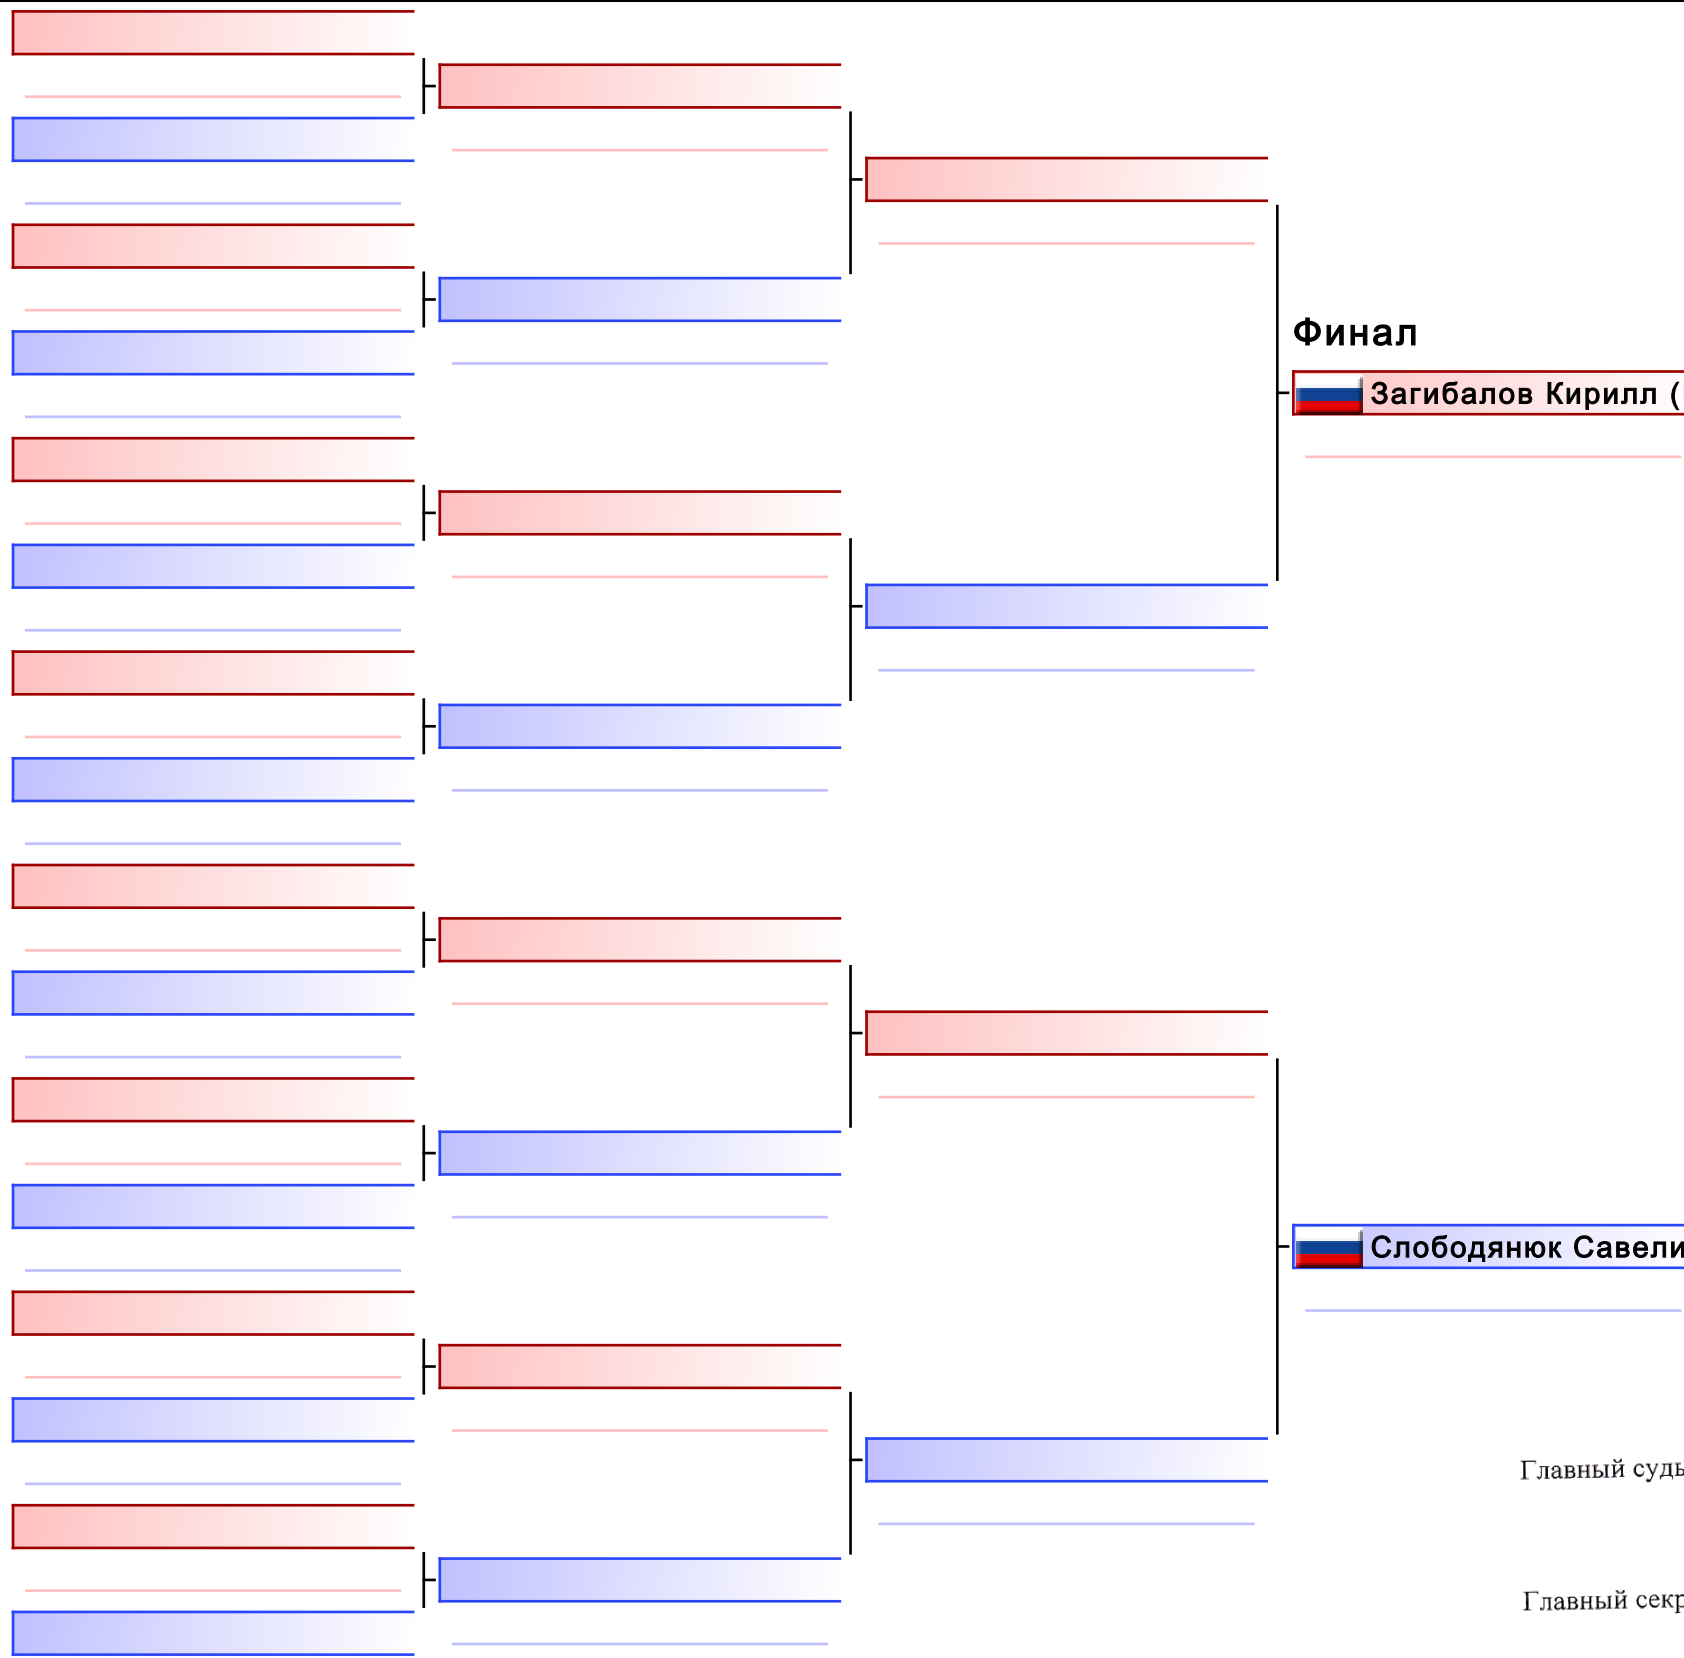 Финал
Загибалов Кирилл (
Слободянюк Савели
Главный судь
Главный секр